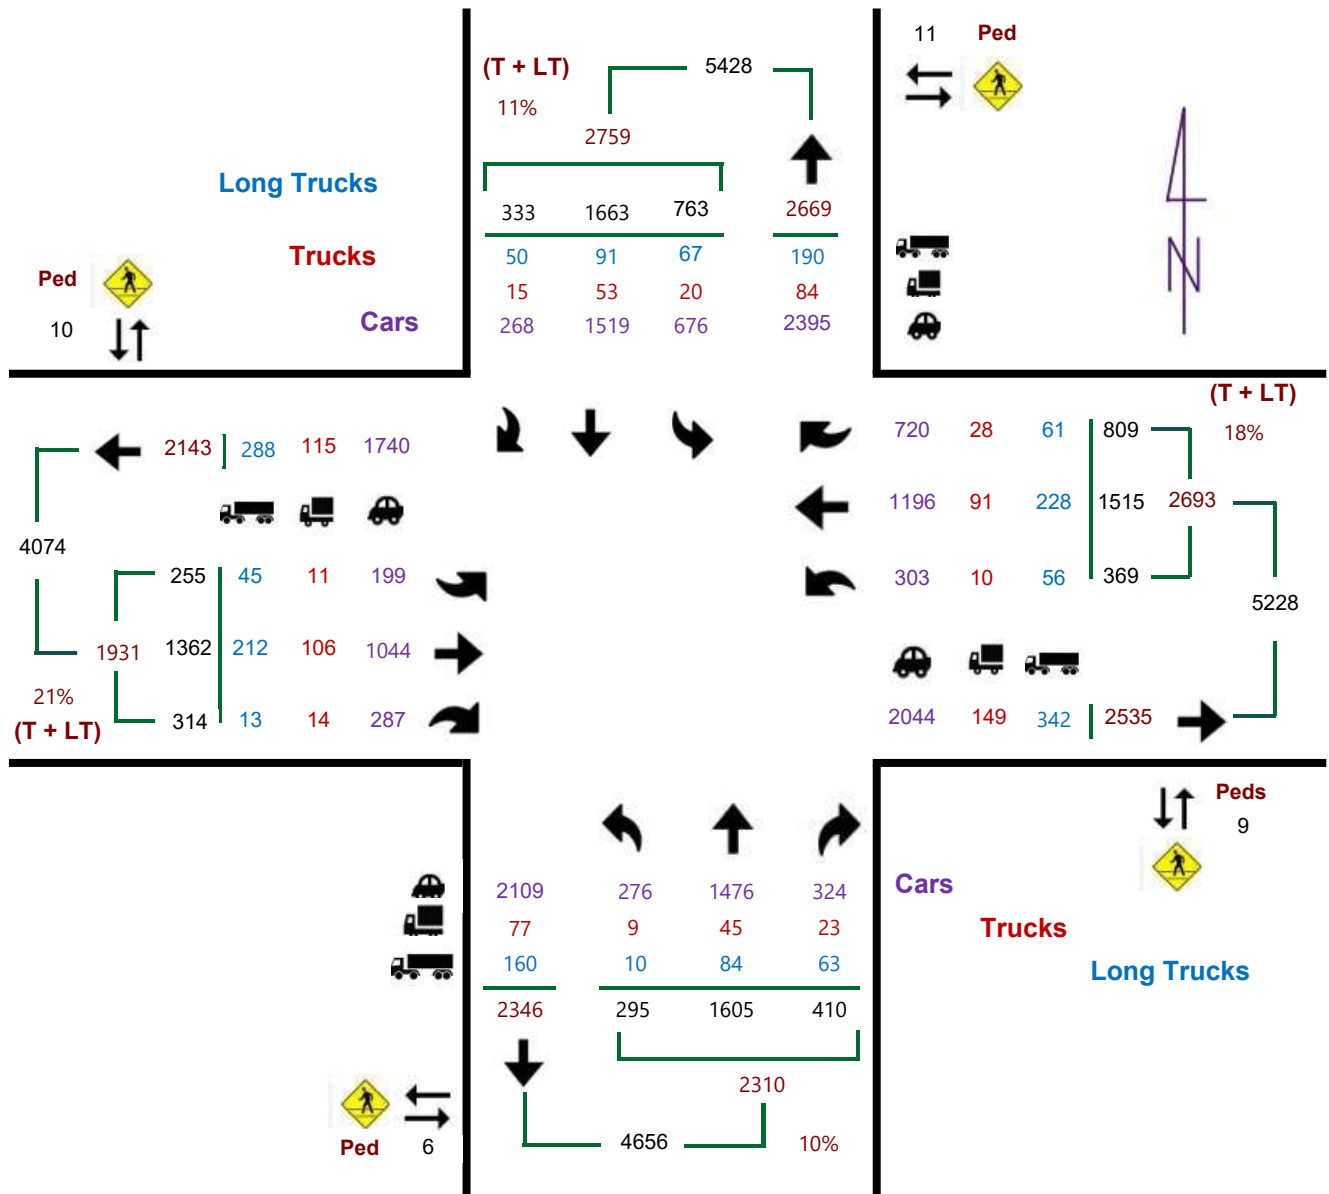 11 Ped
(T + LT) 5428
11%
2759
Long Trucks
333 1663 763 2669
Trucks 50 91 67 190
Ped 15 53 20 84
10 Cars 268 1519 676 2395
N
(T + LT)
2143 288 115 1740 720 28 61 809 18%
1196 91 228 1515 2693
4074
255 45 11 199 303 10 56 369
5228
1931 1362 212 106 1044
21%
314 13 14 287 2044 149 342 2535
(T + LT)
Peds
9
2109 276 1476 324 Cars
77 9 45 23 Trucks
160 10 84 63 Long Trucks
2346 295 1605 410
2310
Ped 6 4656 10%